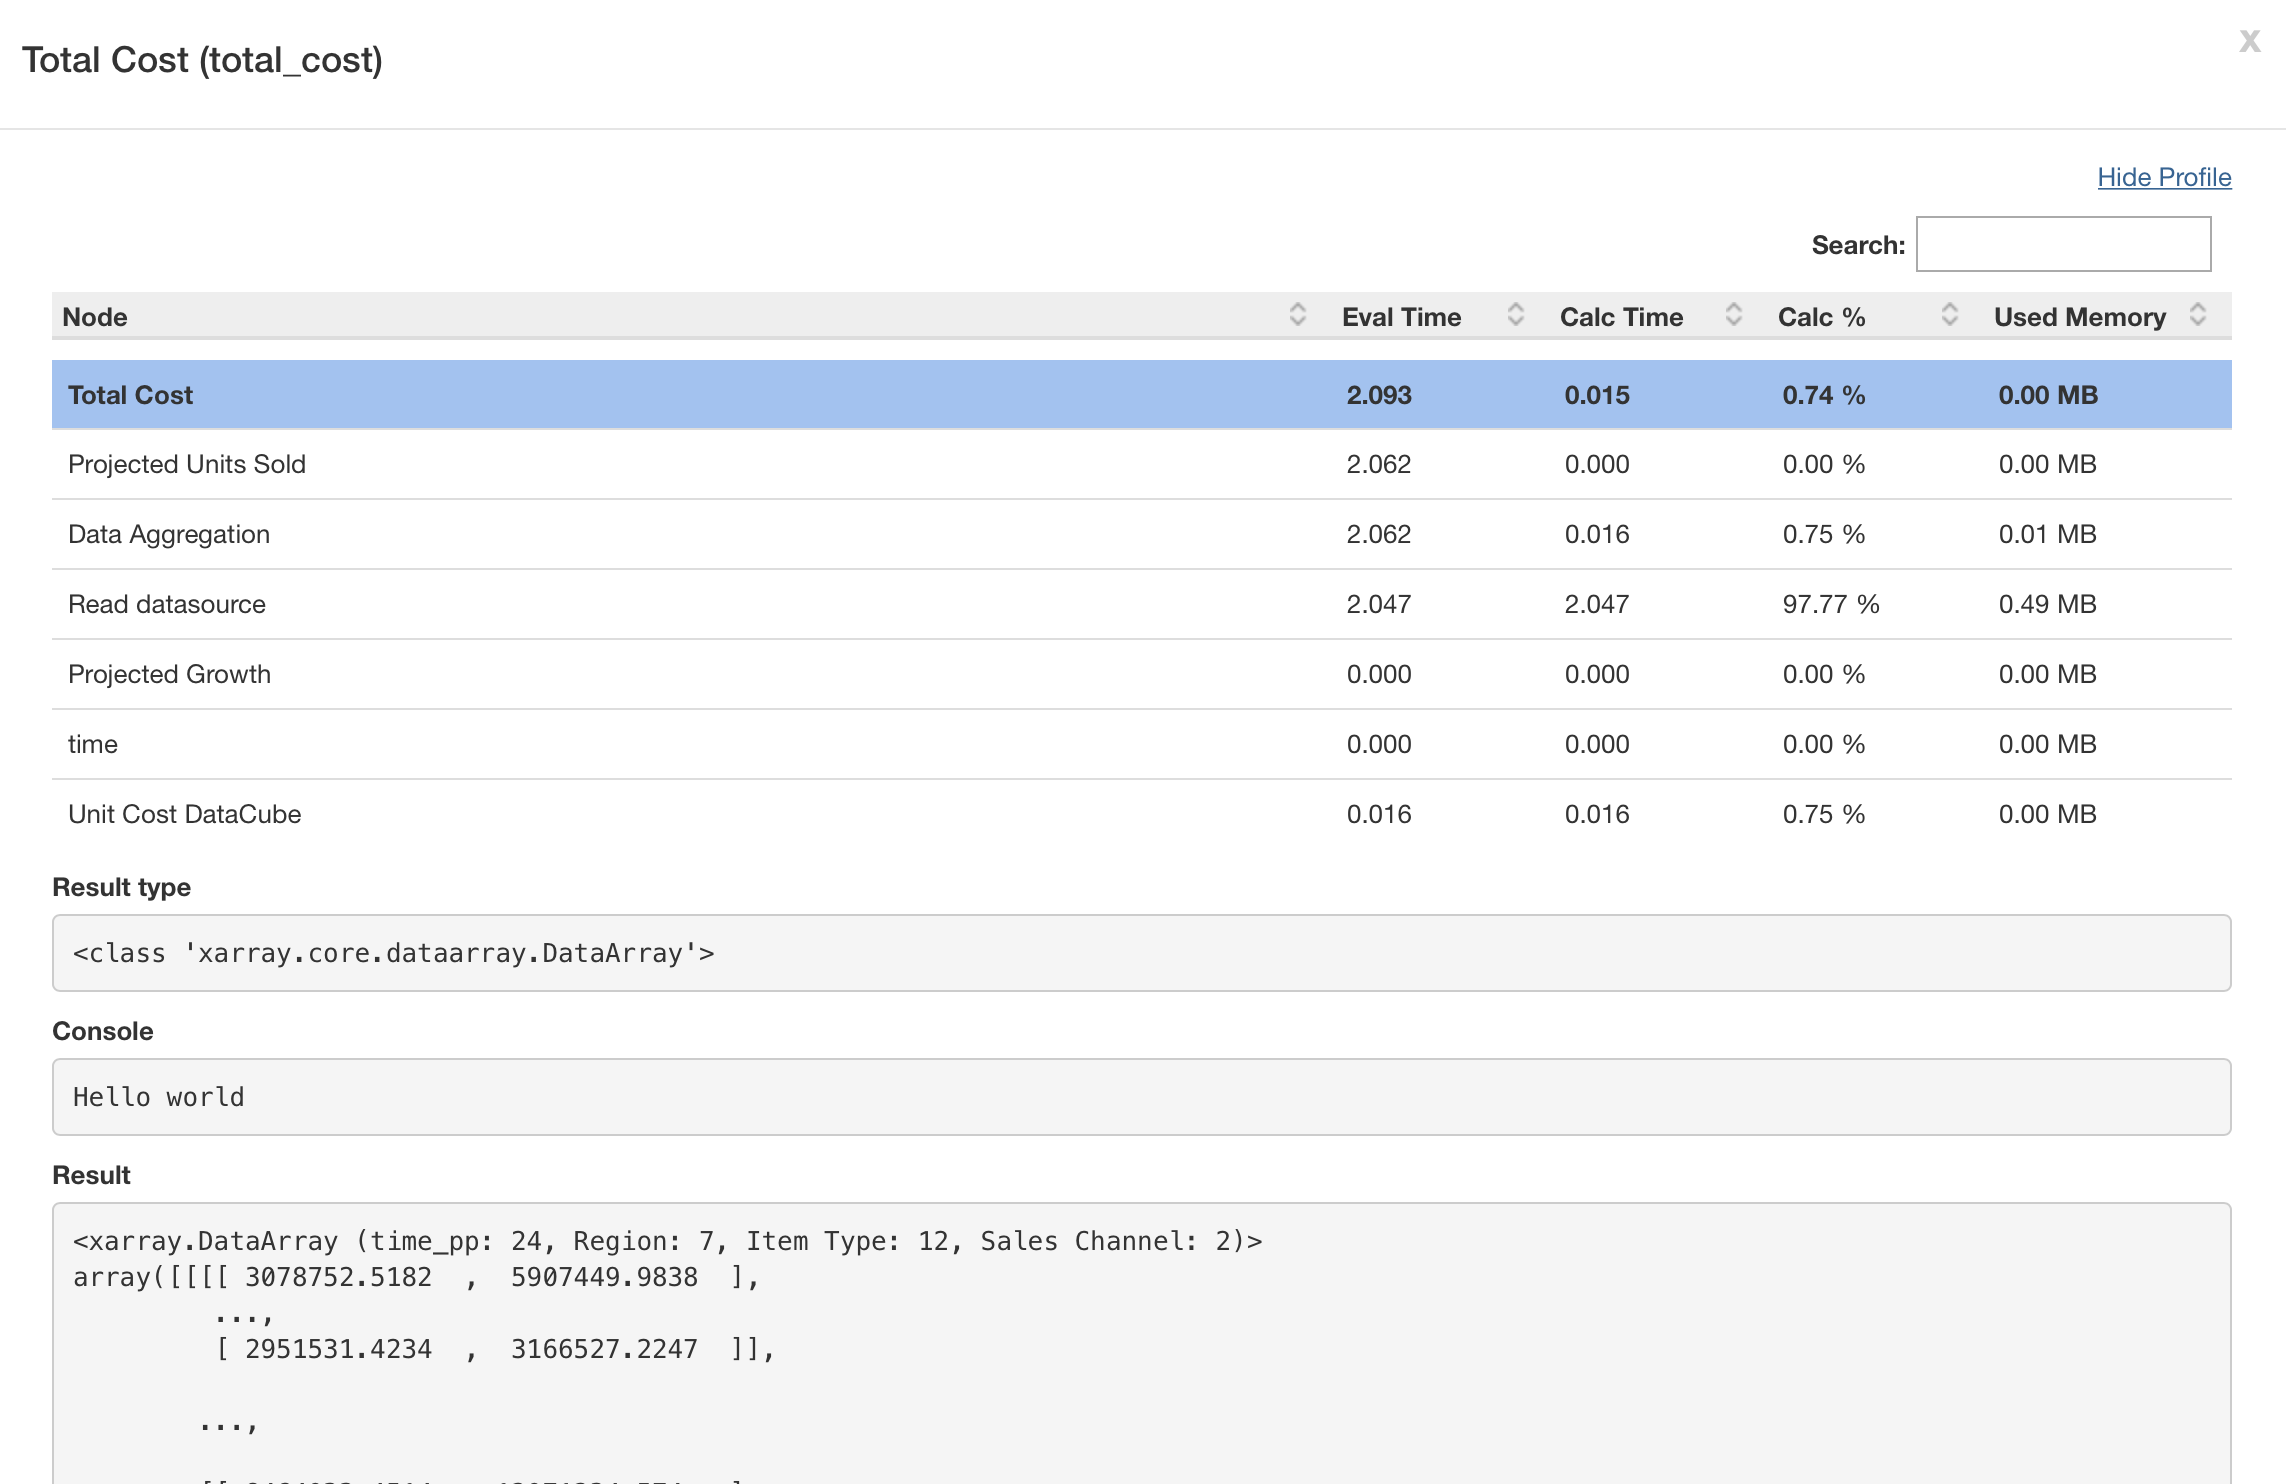 Total Cost (total_cost)
x
Hide Profile
Search:
Node Eval Time Calc Time Calc % Used Memory
Total Cost 2.093 0.015 0.74 % 0.00 MB
Projected Units Sold 2.062 0.000 0.00 % 0.00 MB
Data Aggregation 2.062 0.016 0.75 % 0.01 MB
Read datasource 2.047 2.047 97.77 % 0.49 MB
Projected Growth 0.000 0.000 0.00 % 0.00 MB
time 0.000 0.000 0.00 % 0.00 MB
Unit Cost DataCube 0.016 0.016 0.75 % 0.00 MB
Result type
<class 'xarray.core.dataarray.DataArray'>
Console
Hello world
Result
<xarray.DataArray (time_pp: 24, Region: 7, Item Type: 12, Sales Channel: 2)>
array([[[[ 3078752.5182  ,  5907449.9838  ],
...,
[ 2951531.4234  ,  3166527.2247  ]],
...,